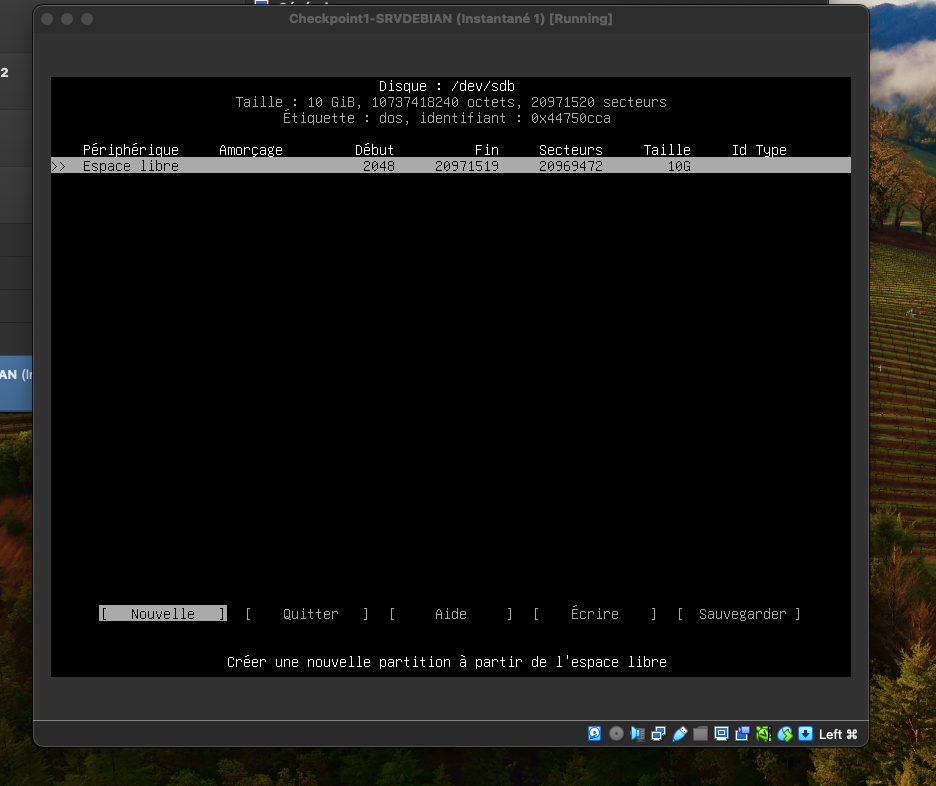 Checkpoint1-SRVDEBIAN (Instantané 1) [Running]
2
Disque : /dev/sdb
Taille : 10 GiB, 10737418240 octets, 20971520 secteurs
Étiquette : dos, identifiant : 0x44750cca
Périphérique Amorçage Début Fin Secteurs Taille Id Type
>> Espace libre 2048 20971519 20969472 10G
AN (In
[ Nouvelle ] [ Quitter ] [ Aide ] [ Écrire ] [ Sauvegarder ]
Créer une nouvelle partition à partir de l'espace libre
Left ⌘